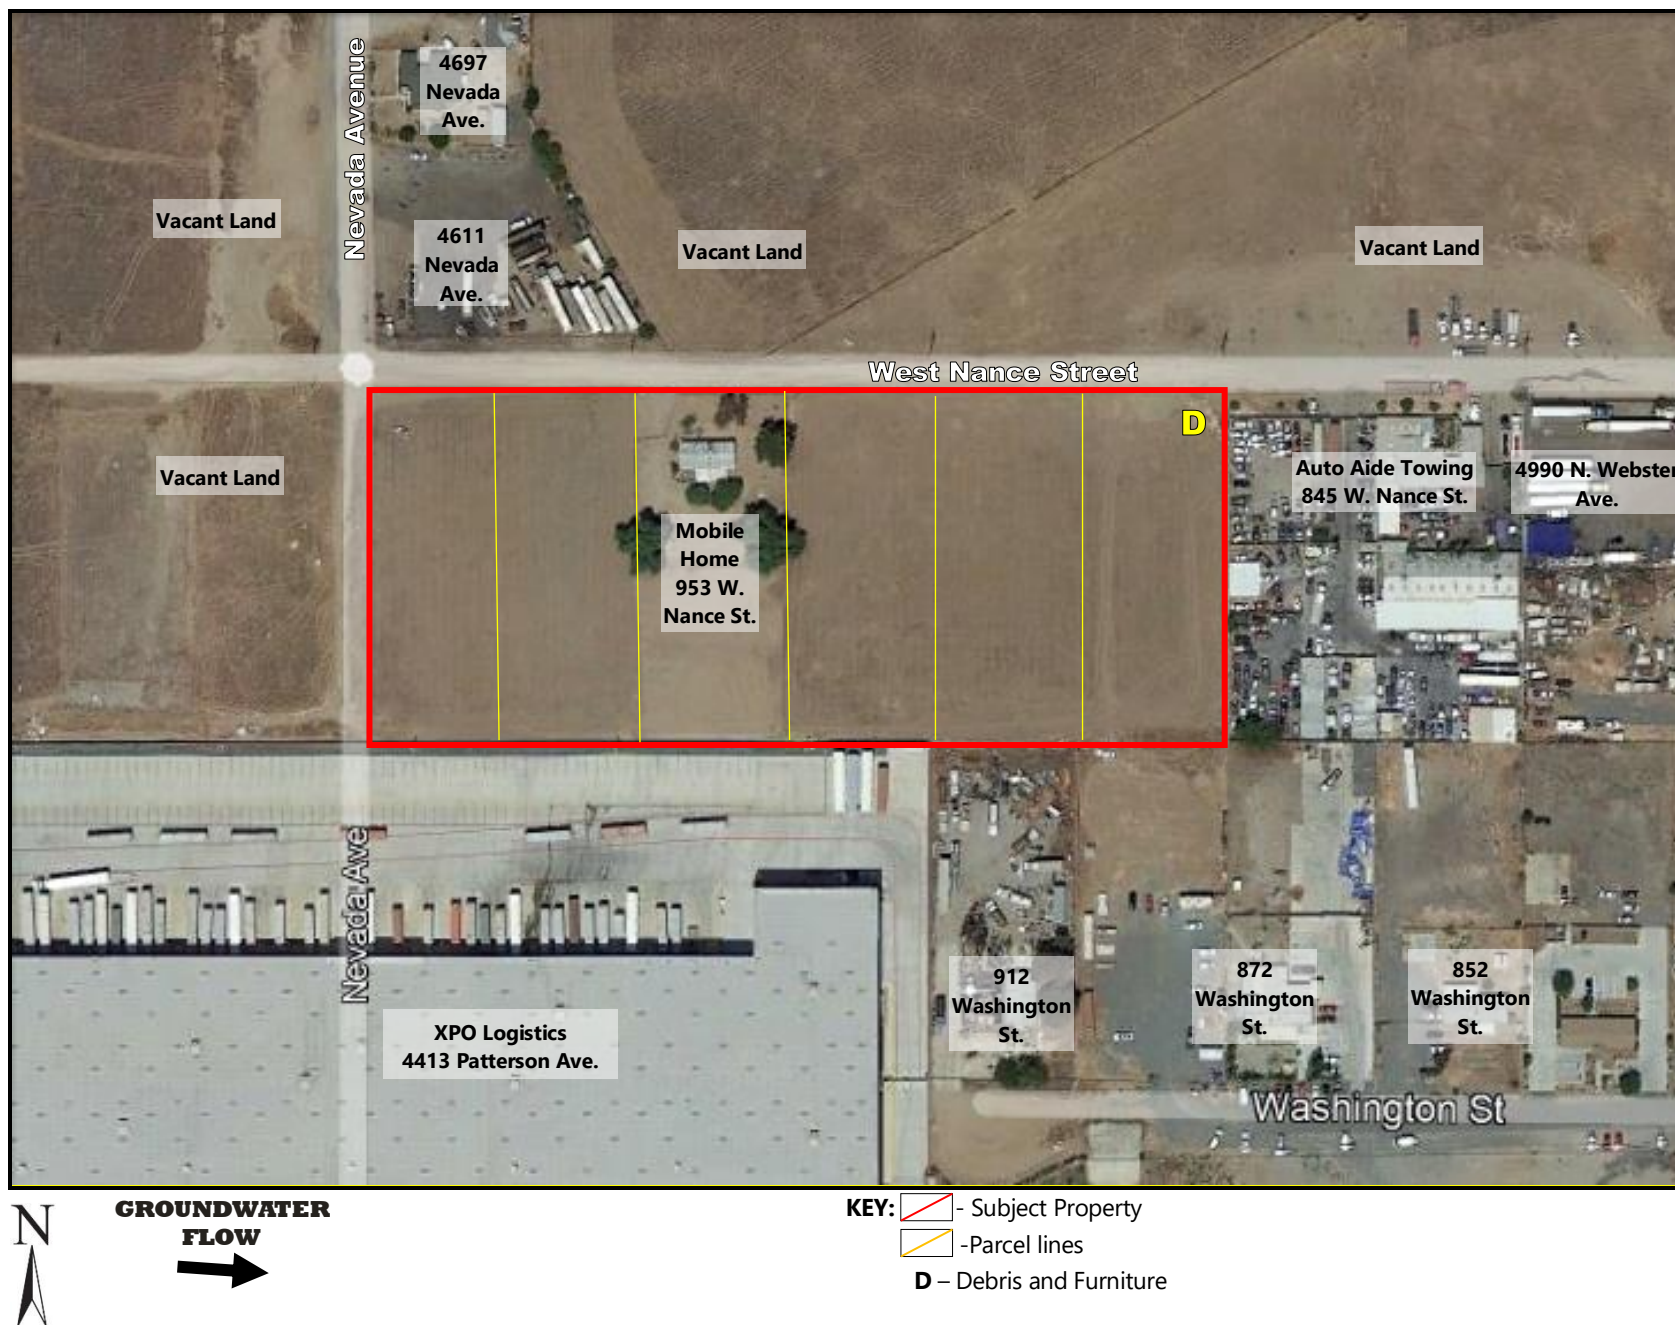 4697
Nevada
Ave.
Nevada Avenue
Vacant Land
4611
Nevada
Ave.
Vacant Land
Vacant Land
West Nance Street
D
Vacant Land
Auto Aide Towing
845 W. Nance St.
4990 N. Webster
Ave.
Mobile
Home
953 W.
Nance St.
Nevada Ave
912
Washington
St.
872
Washington
St.
852
Washington
St.
XPO Logistics
4413 Patterson Ave.
Washington St
N
GROUNDWATER
FLOW
KEY: - Subject Property
-Parcel lines
D – Debris and Furniture